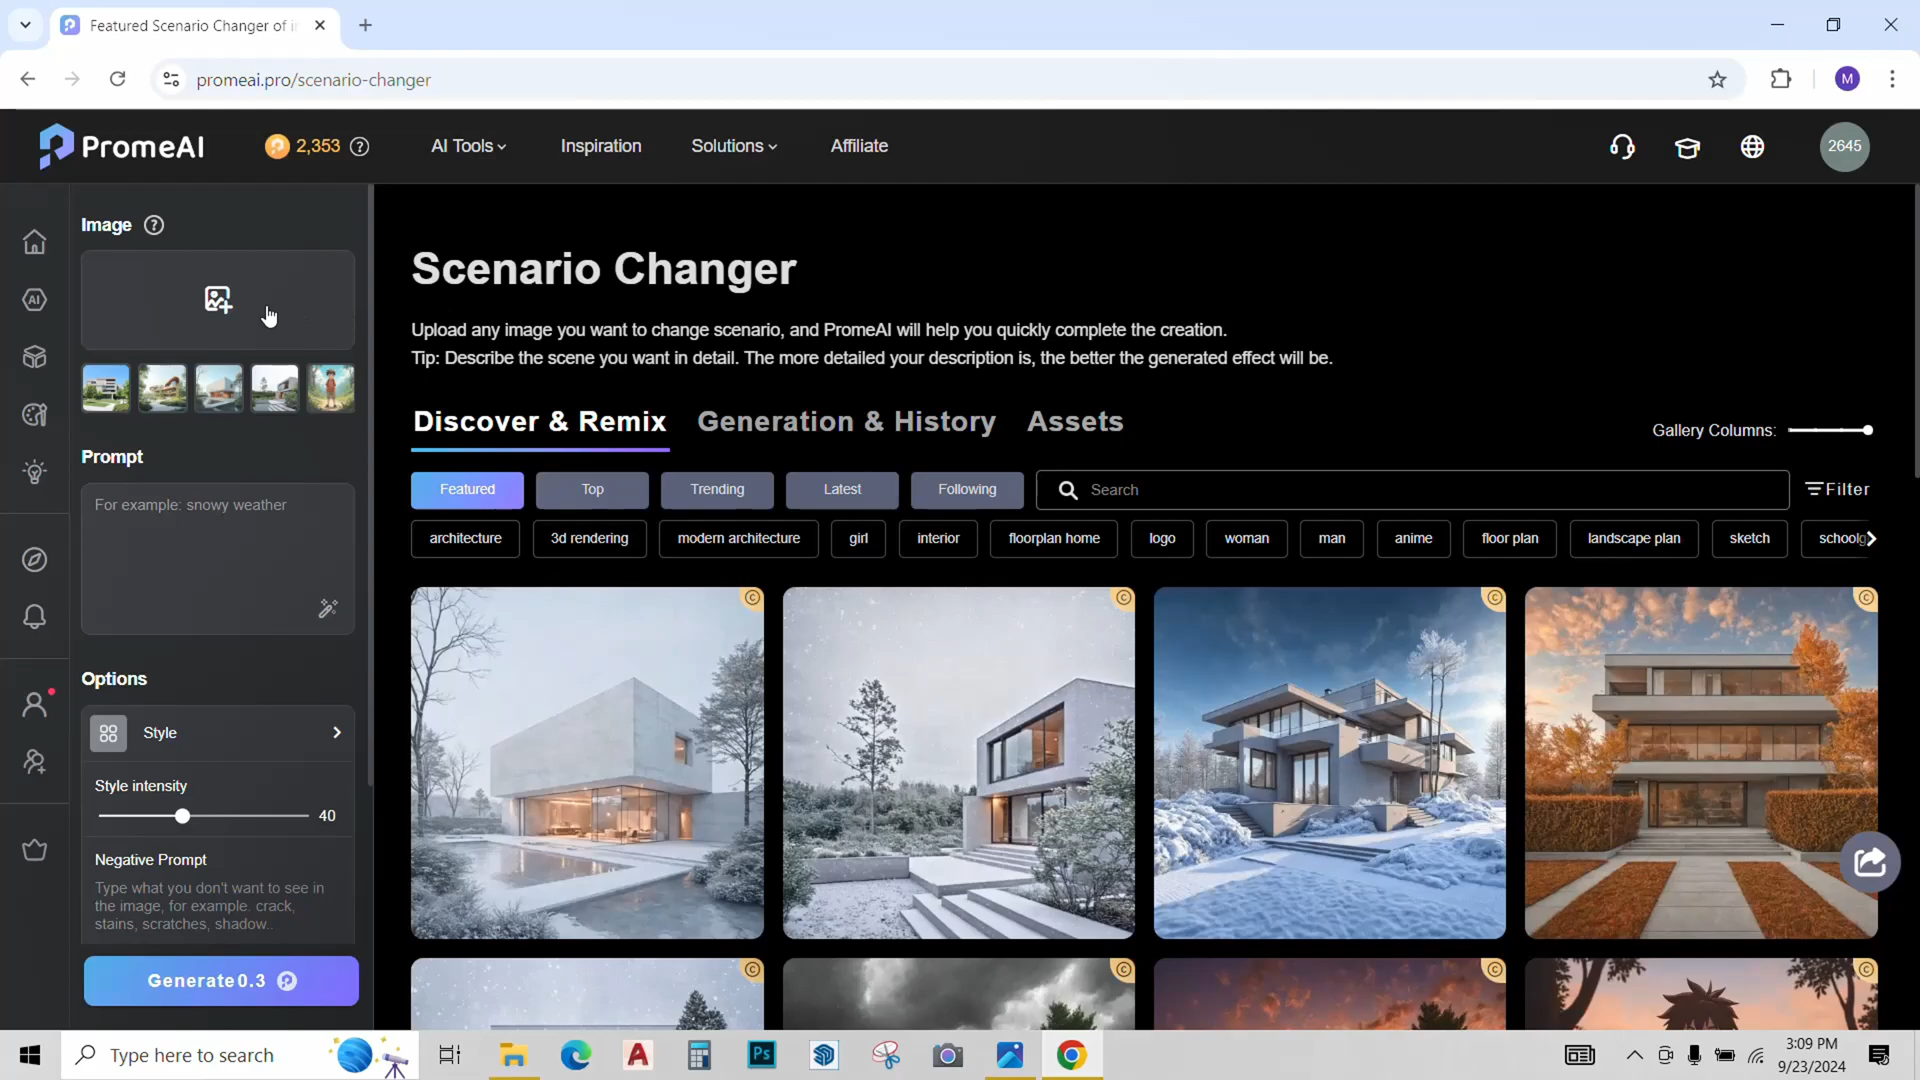 Featured Scenario Changer of i
promeai.pro/scenario-changer
M
PromeAI
2,353
AI Tools
Inspiration
Solutions
Affiliate
2645
Image
Prompt
For example: snowy weather
Options
Style
Style intensity
40
Negative Prompt
Type what you don't want to see in
the image, for example. crack,
stains, scratches, shadow..
Generate 0.3
Scenario Changer
Upload any image you want to change scenario, and PromeAI will help you quickly complete the creation.
Tip: Describe the scene you want in detail. The more detailed your description is, the better the generated effect will be.
Discover & Remix
Generation & History
Assets
Gallery Columns:
Featured
Top
Trending
Latest
Following
Search
Filter
architecture
3d rendering
modern architecture
girl
interior
floorplan home
logo
woman
man
anime
floor plan
landscape plan
sketch
schoolg
Type here to search
Ps
3:09 PM
9/23/2024